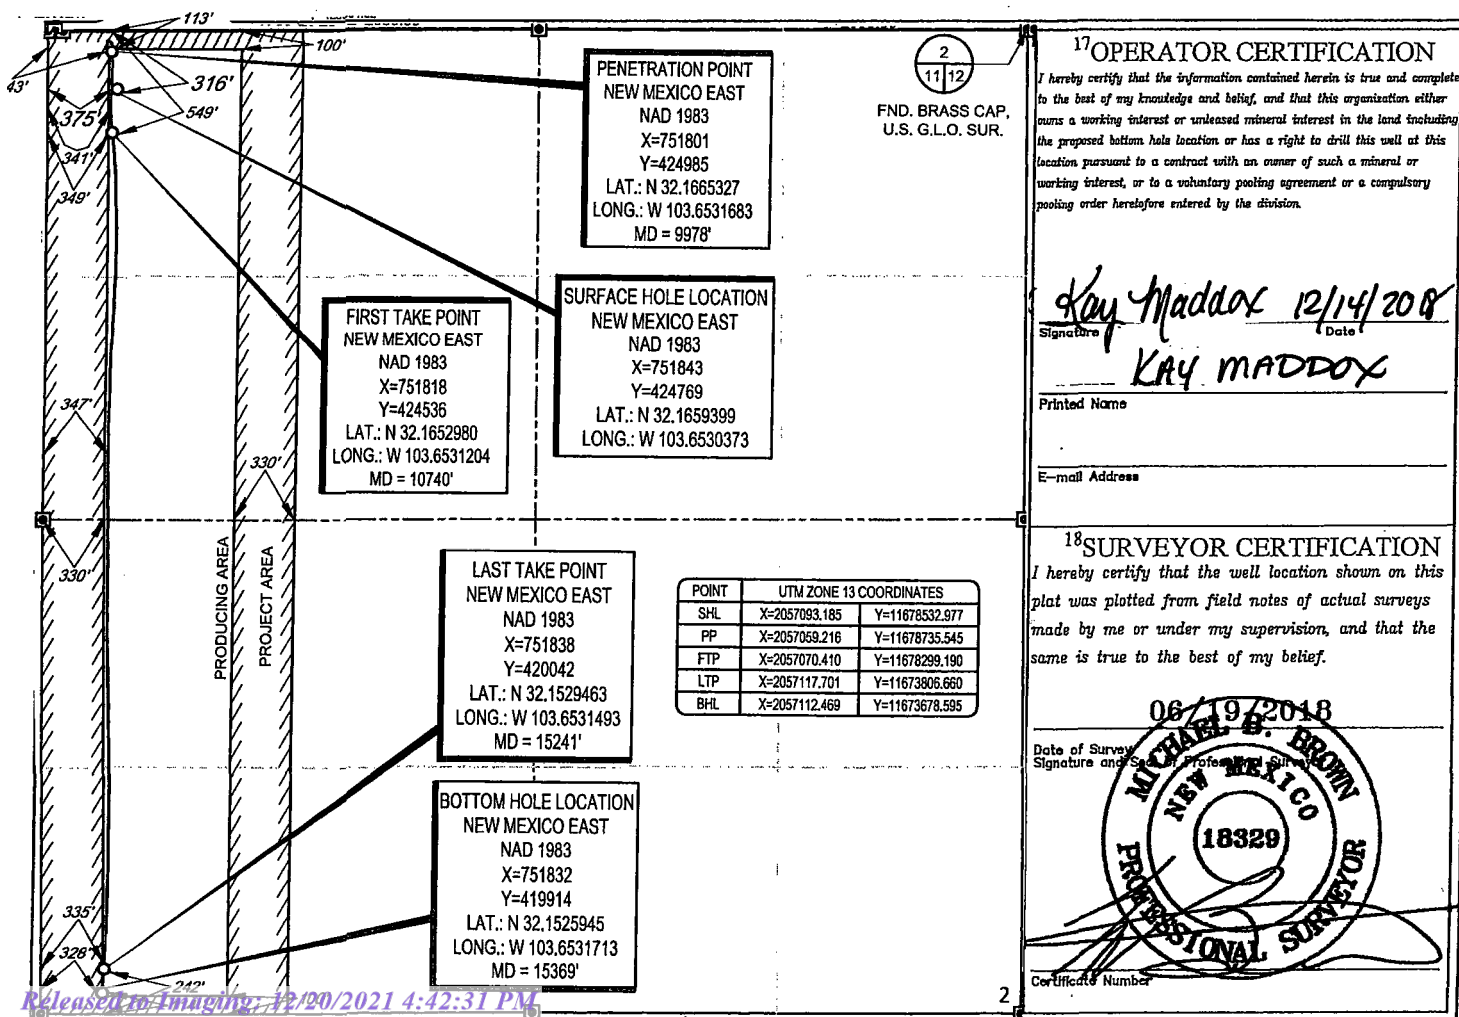 113'
100'
43'
316'
375'
549'
341'
349'
PENETRATION POINT
NEW MEXICO EAST
NAD 1983
X=751801
Y=424985
LAT.: N 32.1665327
LONG.: W 103.6531683
MD = 9978'
2
11 12
FND. BRASS CAP,
U.S. G.L.O. SUR.
SURFACE HOLE LOCATION
NEW MEXICO EAST
NAD 1983
X=751843
Y=424769
LAT.: N 32.1659399
LONG.: W 103.6530373
FIRST TAKE POINT
NEW MEXICO EAST
NAD 1983
X=751818
Y=424536
LAT.: N 32.1652980
LONG.: W 103.6531204
MD = 10740'
347'
330'
330'
PRODUCING AREA
PROJECT AREA
LAST TAKE POINT
NEW MEXICO EAST
NAD 1983
X=751838
Y=420042
LAT.: N 32.1529463
LONG.: W 103.6531493
MD = 15241'
POINT UTM ZONE 13 COORDINATES
SHL X=2057093.185 Y=11678532.977
PP X=2057059.216 Y=11678735.545
FTP X=2057070.410 Y=11678299.190
LTP X=2057117.701 Y=11673806.660
BHL X=2057112.469 Y=11673678.595
BOTTOM HOLE LOCATION
NEW MEXICO EAST
NAD 1983
X=751832
Y=419914
LAT.: N 32.1525945
LONG.: W 103.6531713
MD = 15369'
335'
328'
242'
2
Released to Imaging: 12/20/2021 4:42:31 PM
17 OPERATOR CERTIFICATION
I hereby certify that the information contained herein is true and complete
to the best of my knowledge and belief, and that this organization either
owns a working interest or unleased mineral interest in the land including
the proposed bottom hole location or has a right to drill this well at this
location pursuant to a contract with an owner of such a mineral or
working interest, or to a voluntary pooling agreement or a compulsory
pooling order heretofore entered by the division.
Kay Maddox 12/14/2018
Signature Date
KAY MADDOX
Printed Name
E-mail Address
18 SURVEYOR CERTIFICATION
I hereby certify that the well location shown on this
plat was plotted from field notes of actual surveys
made by me or under my supervision, and that the
same is true to the best of my belief.
06/19/2018
Date of Survey
Signature and Seal of Professional Surveyor
MICHAEL B. BROWN
NEW MEXICO
18329
PROFESSIONAL SURVEYOR
Certificate Number